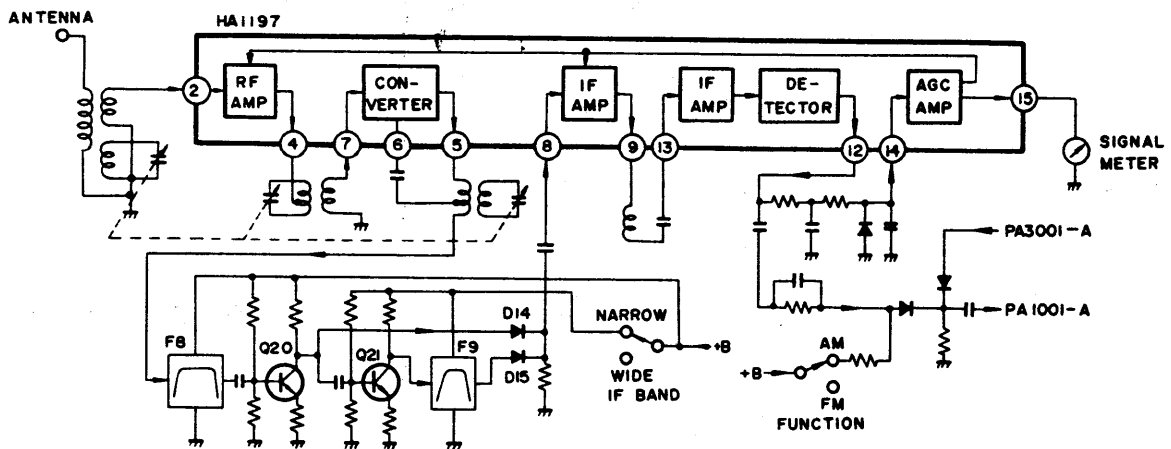 ANTENNA
HA1197
2
RF
AMP
CON-
VERTER
IF
AMP
IF
AMP
DE-
TECTOR
AGC
AMP
15
4
7
6
5
8
9
13
12
14
SIGNAL
METER
PA3001-A
PA1001-A
F8
Q20
Q21
F9
D14
D15
NARROW
WIDE
IF BAND
+B
+B
AM
FM
FUNCTION